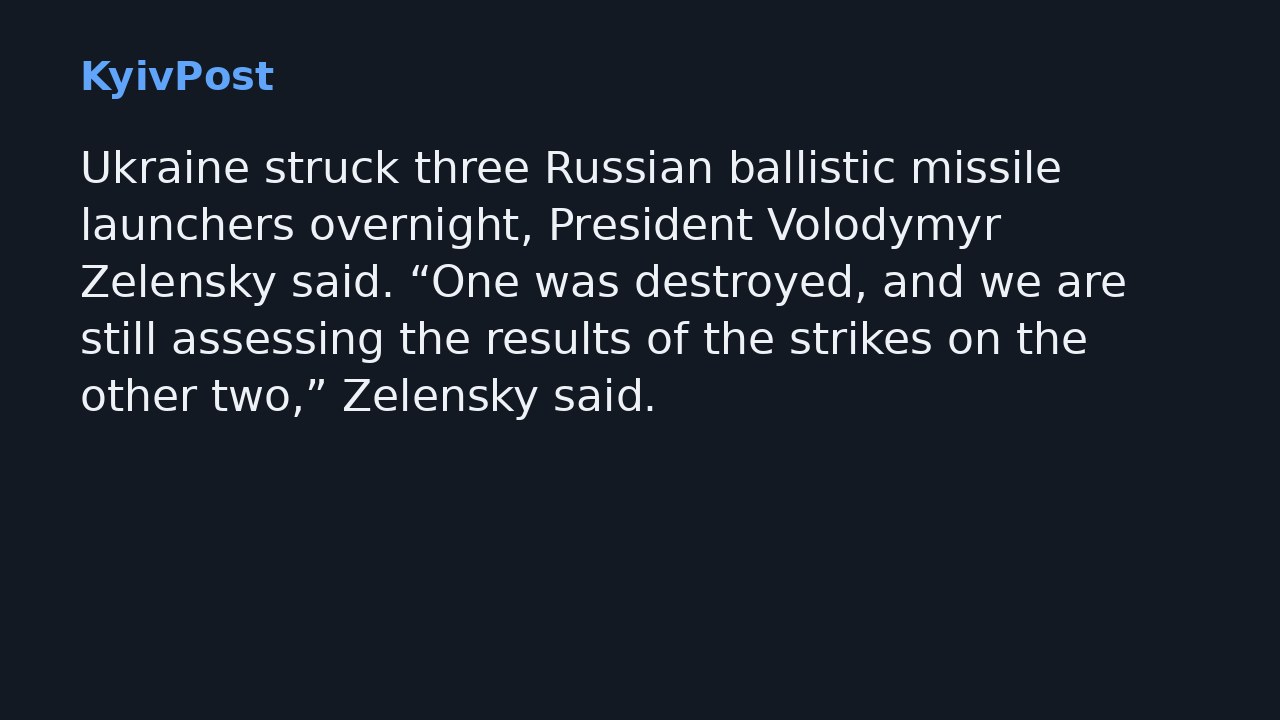 KyivPost
Ukraine struck three Russian ballistic missile
launchers overnight, President Volodymyr
Zelensky said. “One was destroyed, and we are
still assessing the results of the strikes on the
other two,” Zelensky said.